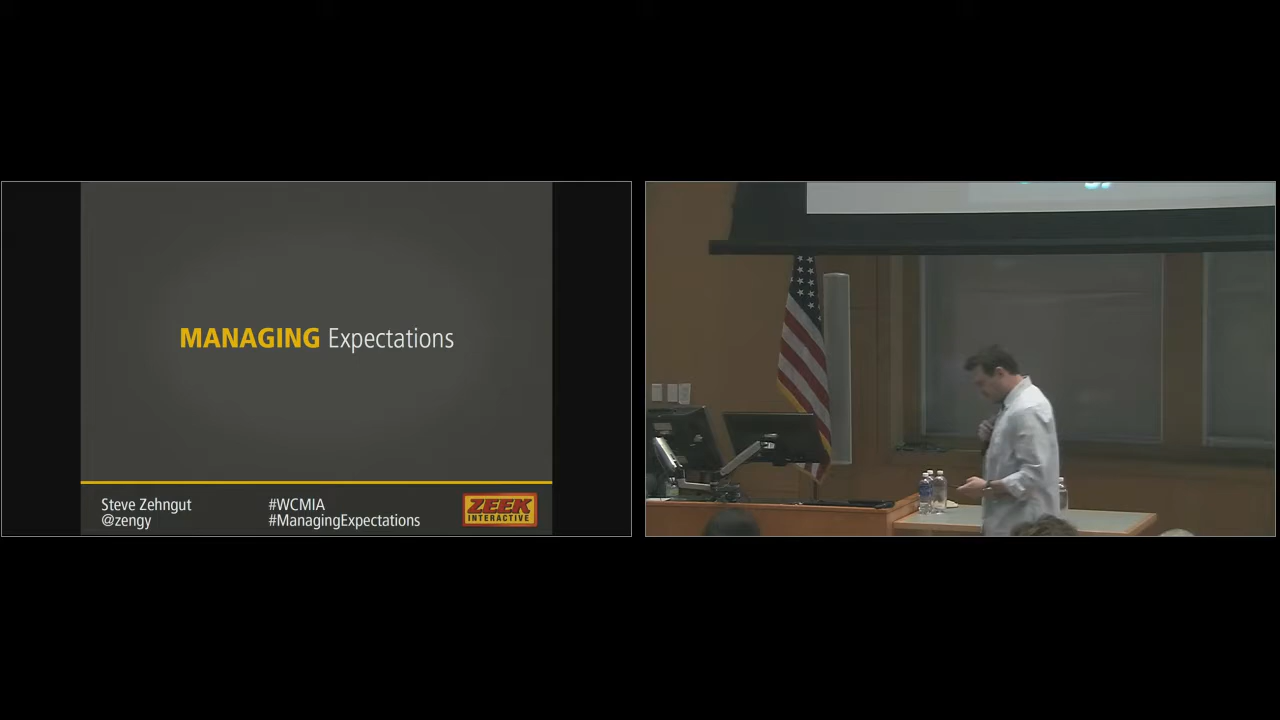 MANAGING Expectations
Steve Zehngut
@zengy
#WCMIA
#ManagingExpectations
ZEEK
INTERACTIVE